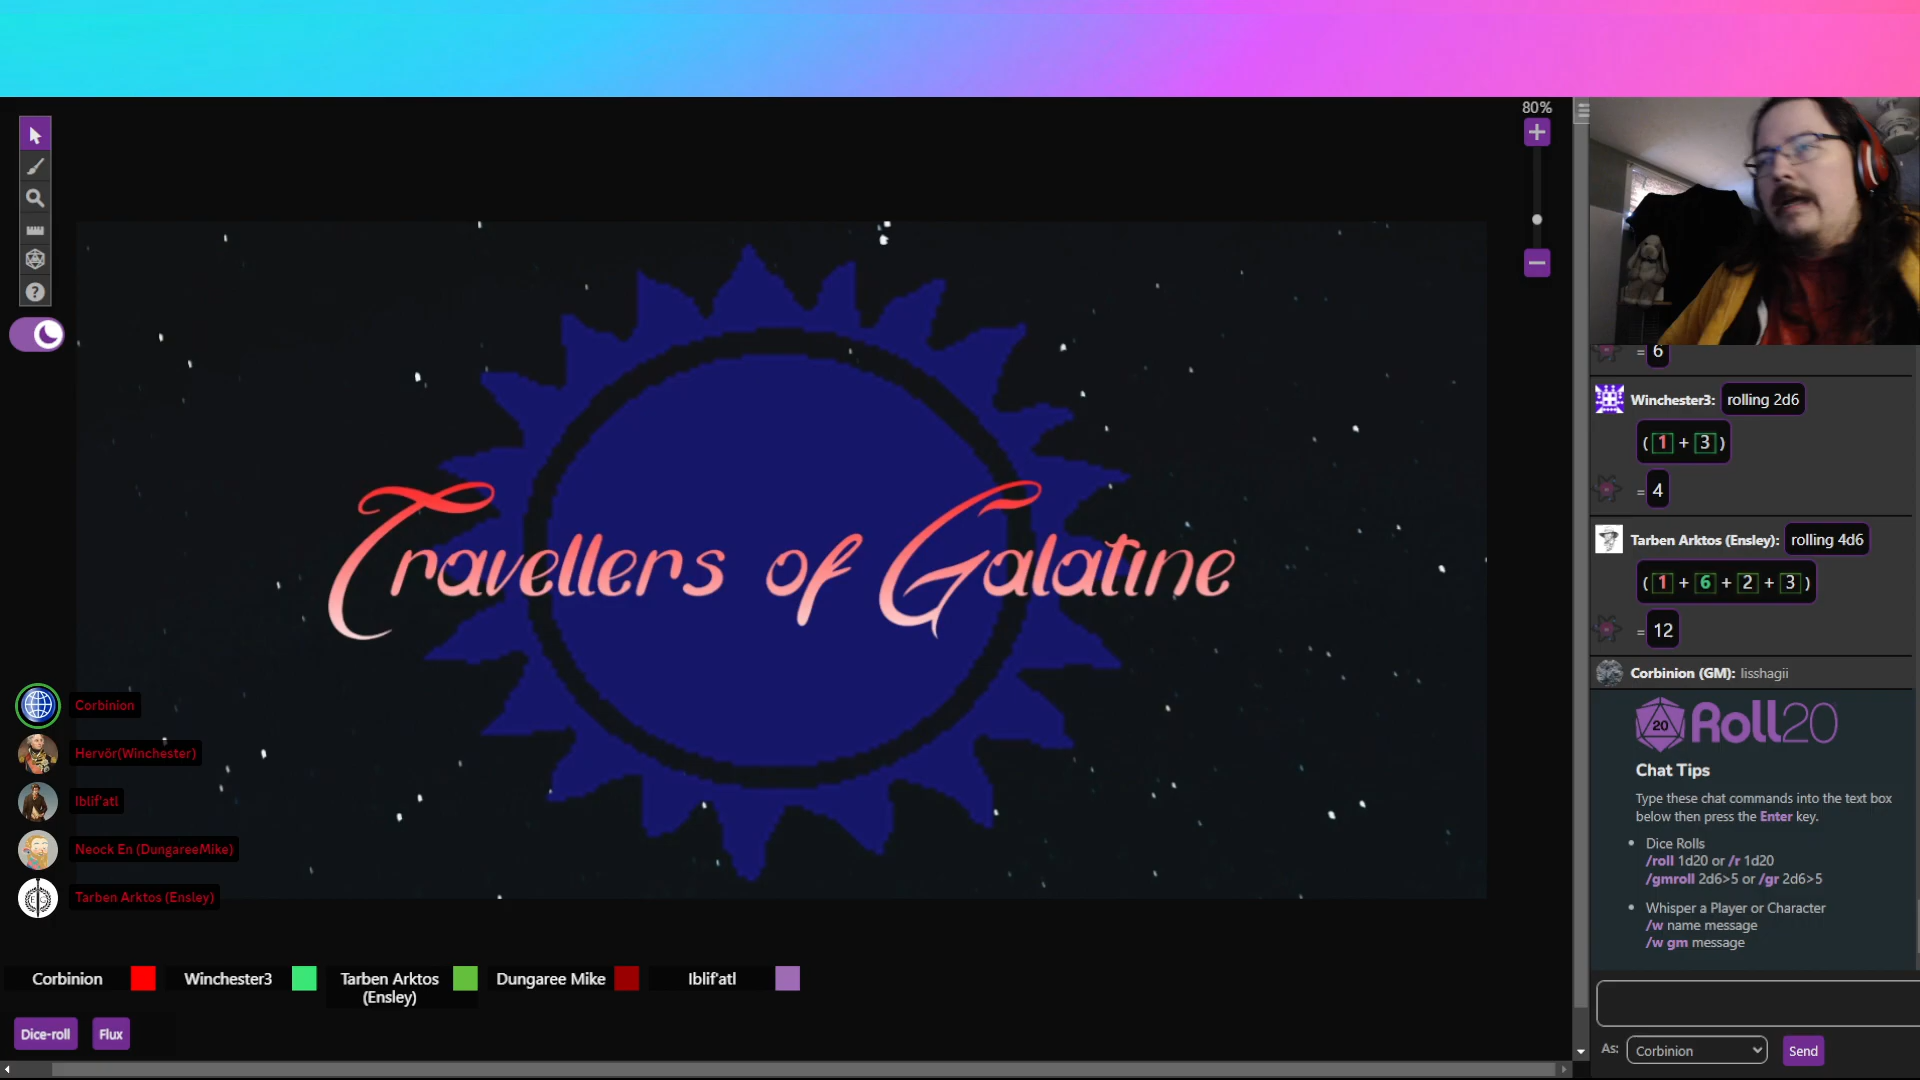 80%
Travellers of Galatine
Corbinion
Hervör(Winchester)
Iblif'atl
Neock En (DungareeMike)
Tarben Arktos (Ensley)
Corbinion
Winchester3
Tarben Arktos
(Ensley)
Dungaree Mike
Iblif'atl
Dice-roll
Flux
= 6
Winchester3: rolling 2d6
( 1 + 3 )
= 4
Tarben Arktos (Ensley): rolling 4d6
( 1 + 6 + 2 + 3 )
= 12
Corbinion (GM): lisshagii
20 Roll20
Chat Tips
Type these chat commands into the text box
below then press the Enter key.
• Dice Rolls
/roll 1d20 or /r 1d20
/gmroll 2d6>5 or /gr 2d6>5
• Whisper a Player or Character
/w name message
/w gm message
As: Corbinion
Send